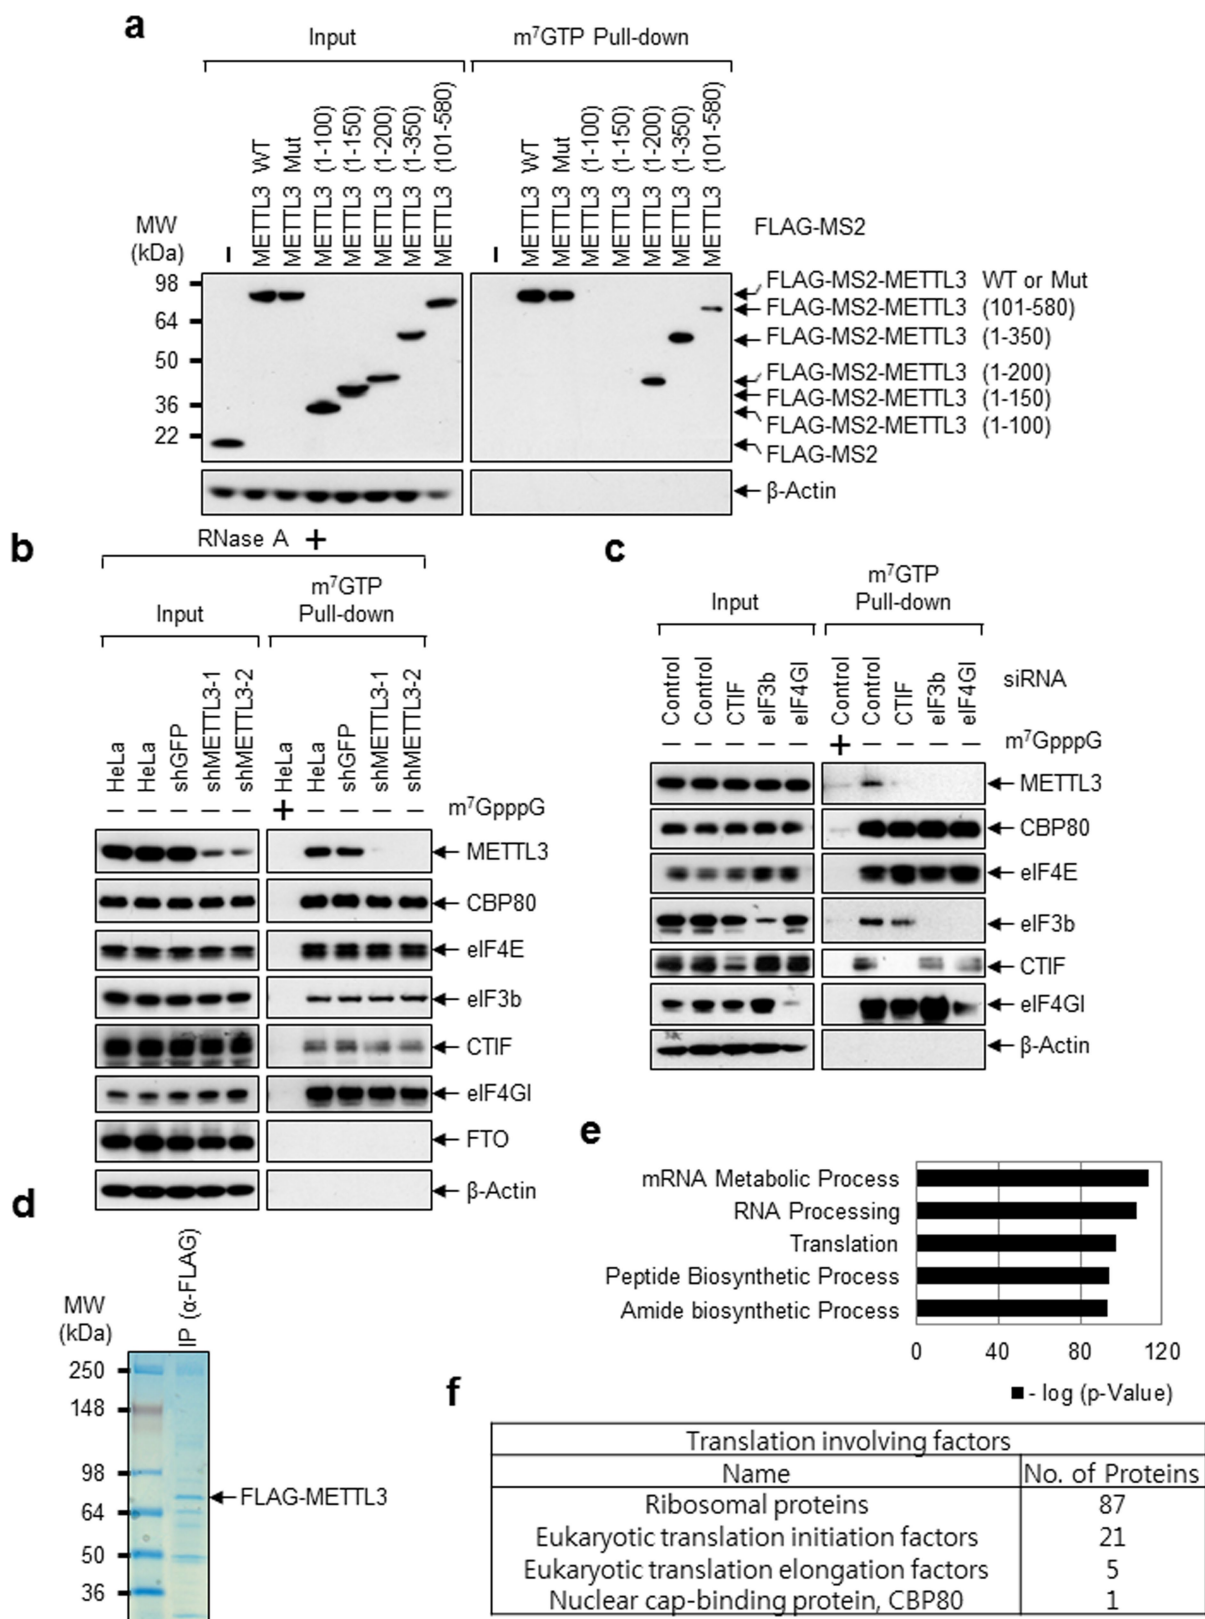 a
Input
m⁷GTP Pull-down
–
METTL3 WT
METTL3 Mut
METTL3 (1-100)
METTL3 (1-150)
METTL3 (1-200)
METTL3 (1-350)
METTL3 (101-580)
–
METTL3 WT
METTL3 Mut
METTL3 (1-100)
METTL3 (1-150)
METTL3 (1-200)
METTL3 (1-350)
METTL3 (101-580)
FLAG-MS2
MW
(kDa)
98
64
50
36
22
FLAG-MS2-METTL3 WT or Mut
FLAG-MS2-METTL3 (101-580)
FLAG-MS2-METTL3 (1-350)
FLAG-MS2-METTL3 (1-200)
FLAG-MS2-METTL3 (1-150)
FLAG-MS2-METTL3 (1-100)
FLAG-MS2
β-Actin
b
RNase A +
Input
m⁷GTP
Pull-down
HeLa
HeLa
shGFP
shMETTL3-1
shMETTL3-2
HeLa
HeLa
shGFP
shMETTL3-1
shMETTL3-2
– – – – – + – – – – m⁷GpppG
METTL3
CBP80
eIF4E
eIF3b
CTIF
eIF4GI
FTO
β-Actin
c
Input
m⁷GTP
Pull-down
Control
Control
CTIF
eIF3b
eIF4GI
Control
Control
CTIF
eIF3b
eIF4GI
siRNA
– – – – – + – – – – m⁷GpppG
METTL3
CBP80
eIF4E
eIF3b
CTIF
eIF4GI
β-Actin
d
IP (α-FLAG)
MW
(kDa)
250
148
98
64
50
36
FLAG-METTL3
e
mRNA Metabolic Process
RNA Processing
Translation
Peptide Biosynthetic Process
Amide biosynthetic Process
0 40 80 120
- log (p-Value)
f
Translation involving factors
Name No. of Proteins
Ribosomal proteins 87
Eukaryotic translation initiation factors 21
Eukaryotic translation elongation factors 5
Nuclear cap-binding protein, CBP80 1